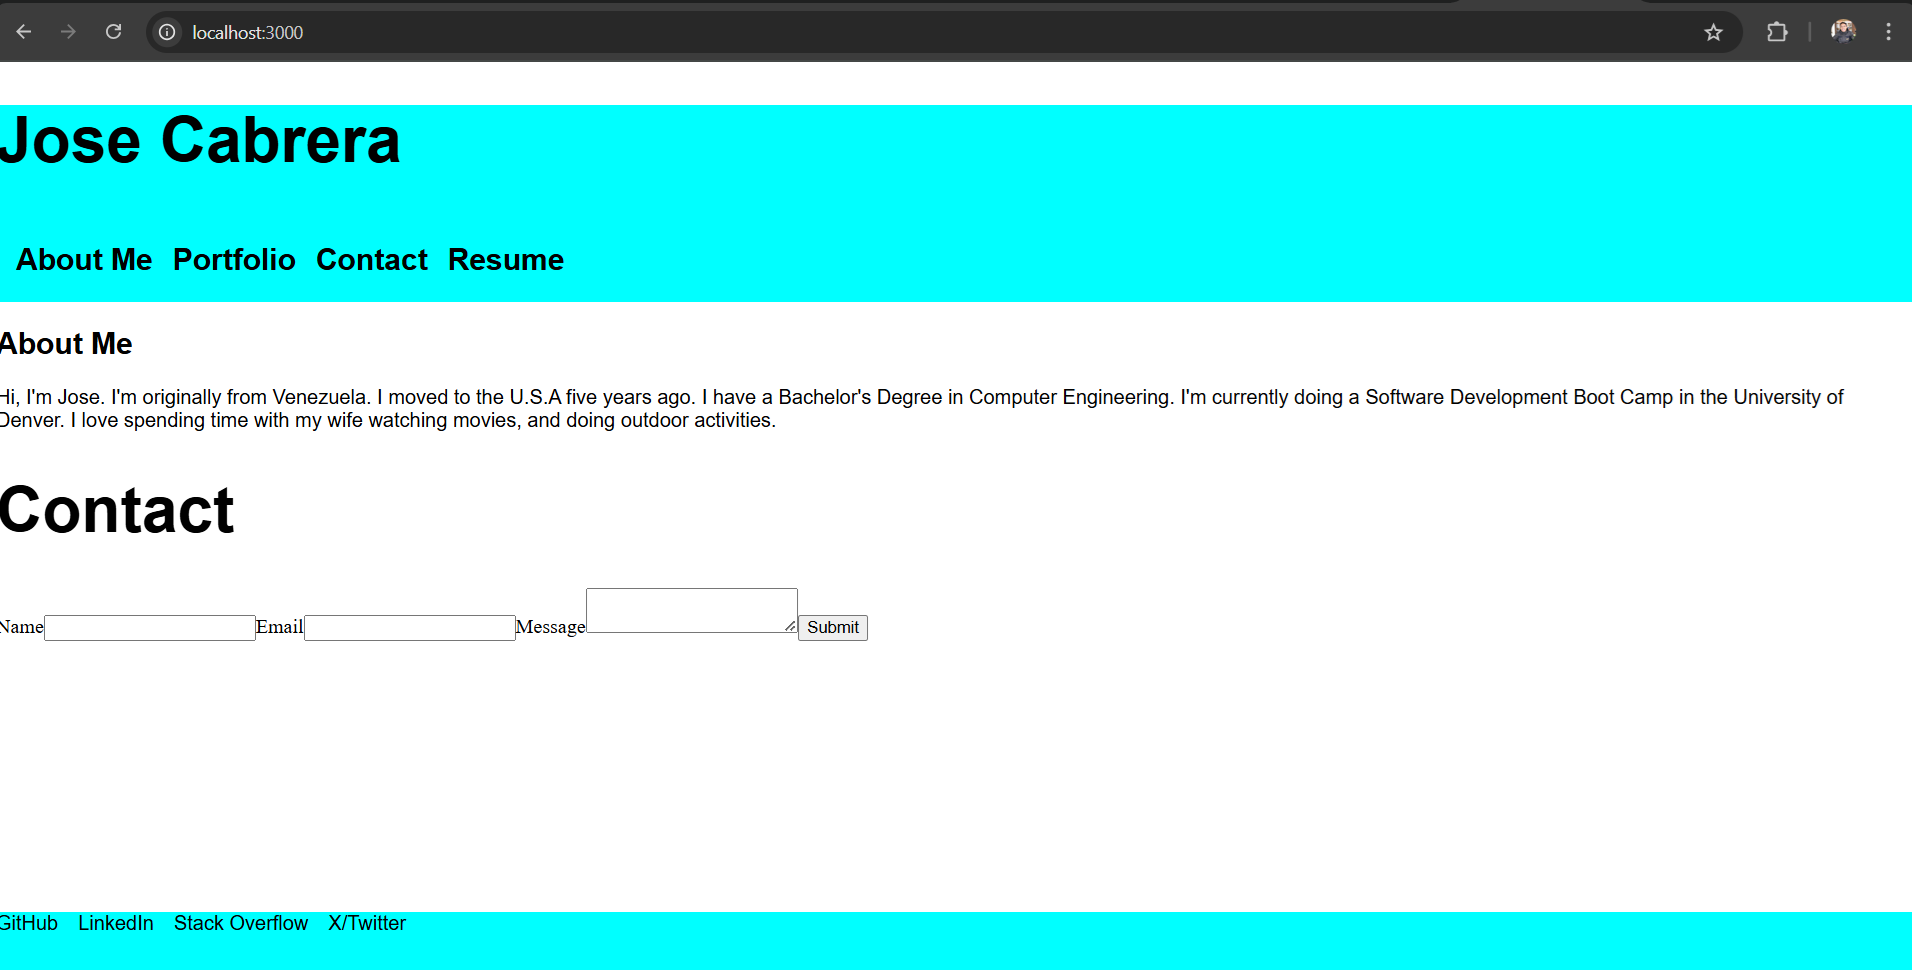 localhost:3000
Jose Cabrera
About Me Portfolio Contact Resume
About Me
Hi, I'm Jose. I'm originally from Venezuela. I moved to the U.S.A five years ago. I have a Bachelor's Degree in Computer Engineering. I'm currently doing a Software Development Boot Camp in the University of
Denver. I love spending time with my wife watching movies, and doing outdoor activities.
Contact
Name Email Message Submit
GitHub LinkedIn Stack Overflow X/Twitter